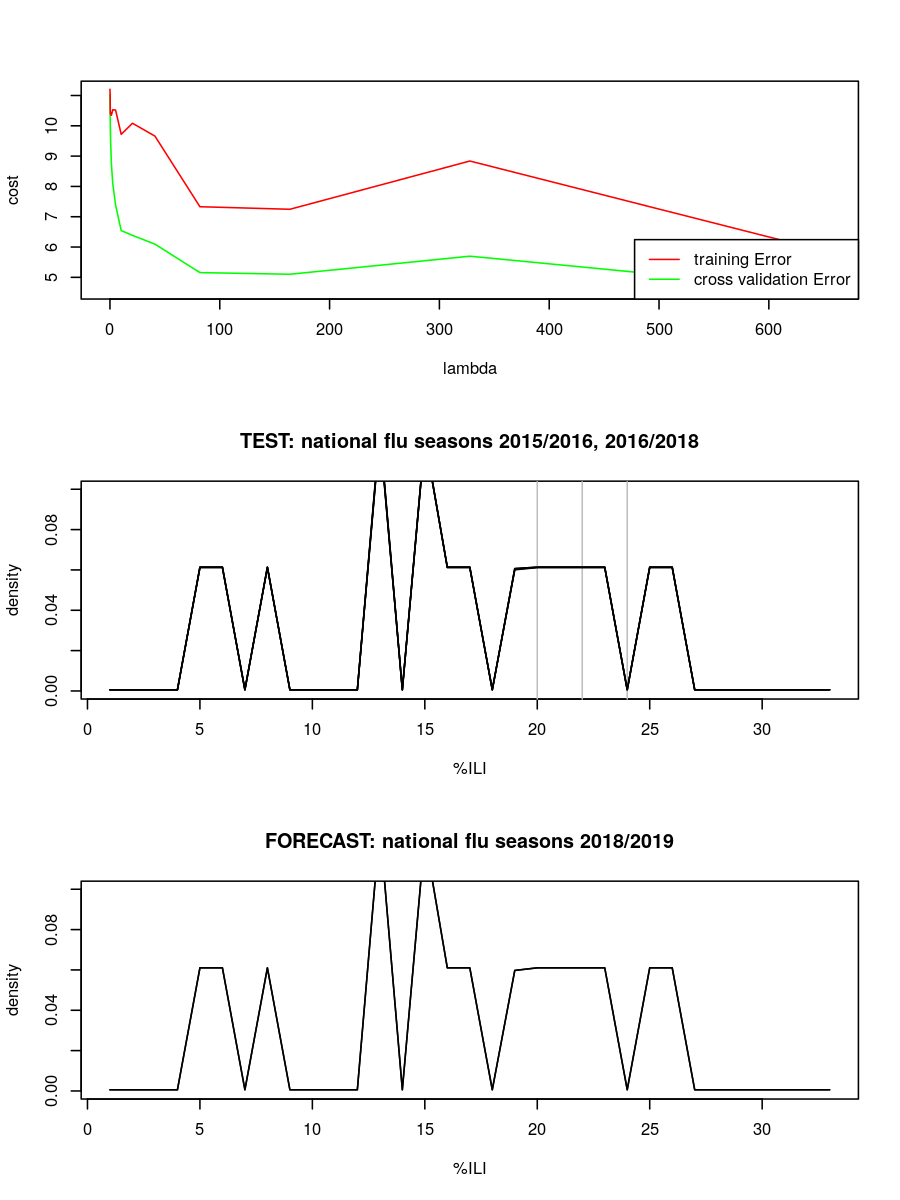 cost
10
9
8
7
6
5
training Error
cross validation Error
0 100 200 300 400 500 600
lambda
TEST: national flu seasons 2015/2016, 2016/2018
density
0.08
0.04
0.00
0 5 10 15 20 25 30
%ILI
FORECAST: national flu seasons 2018/2019
density
0.08
0.04
0.00
0 5 10 15 20 25 30
%ILI